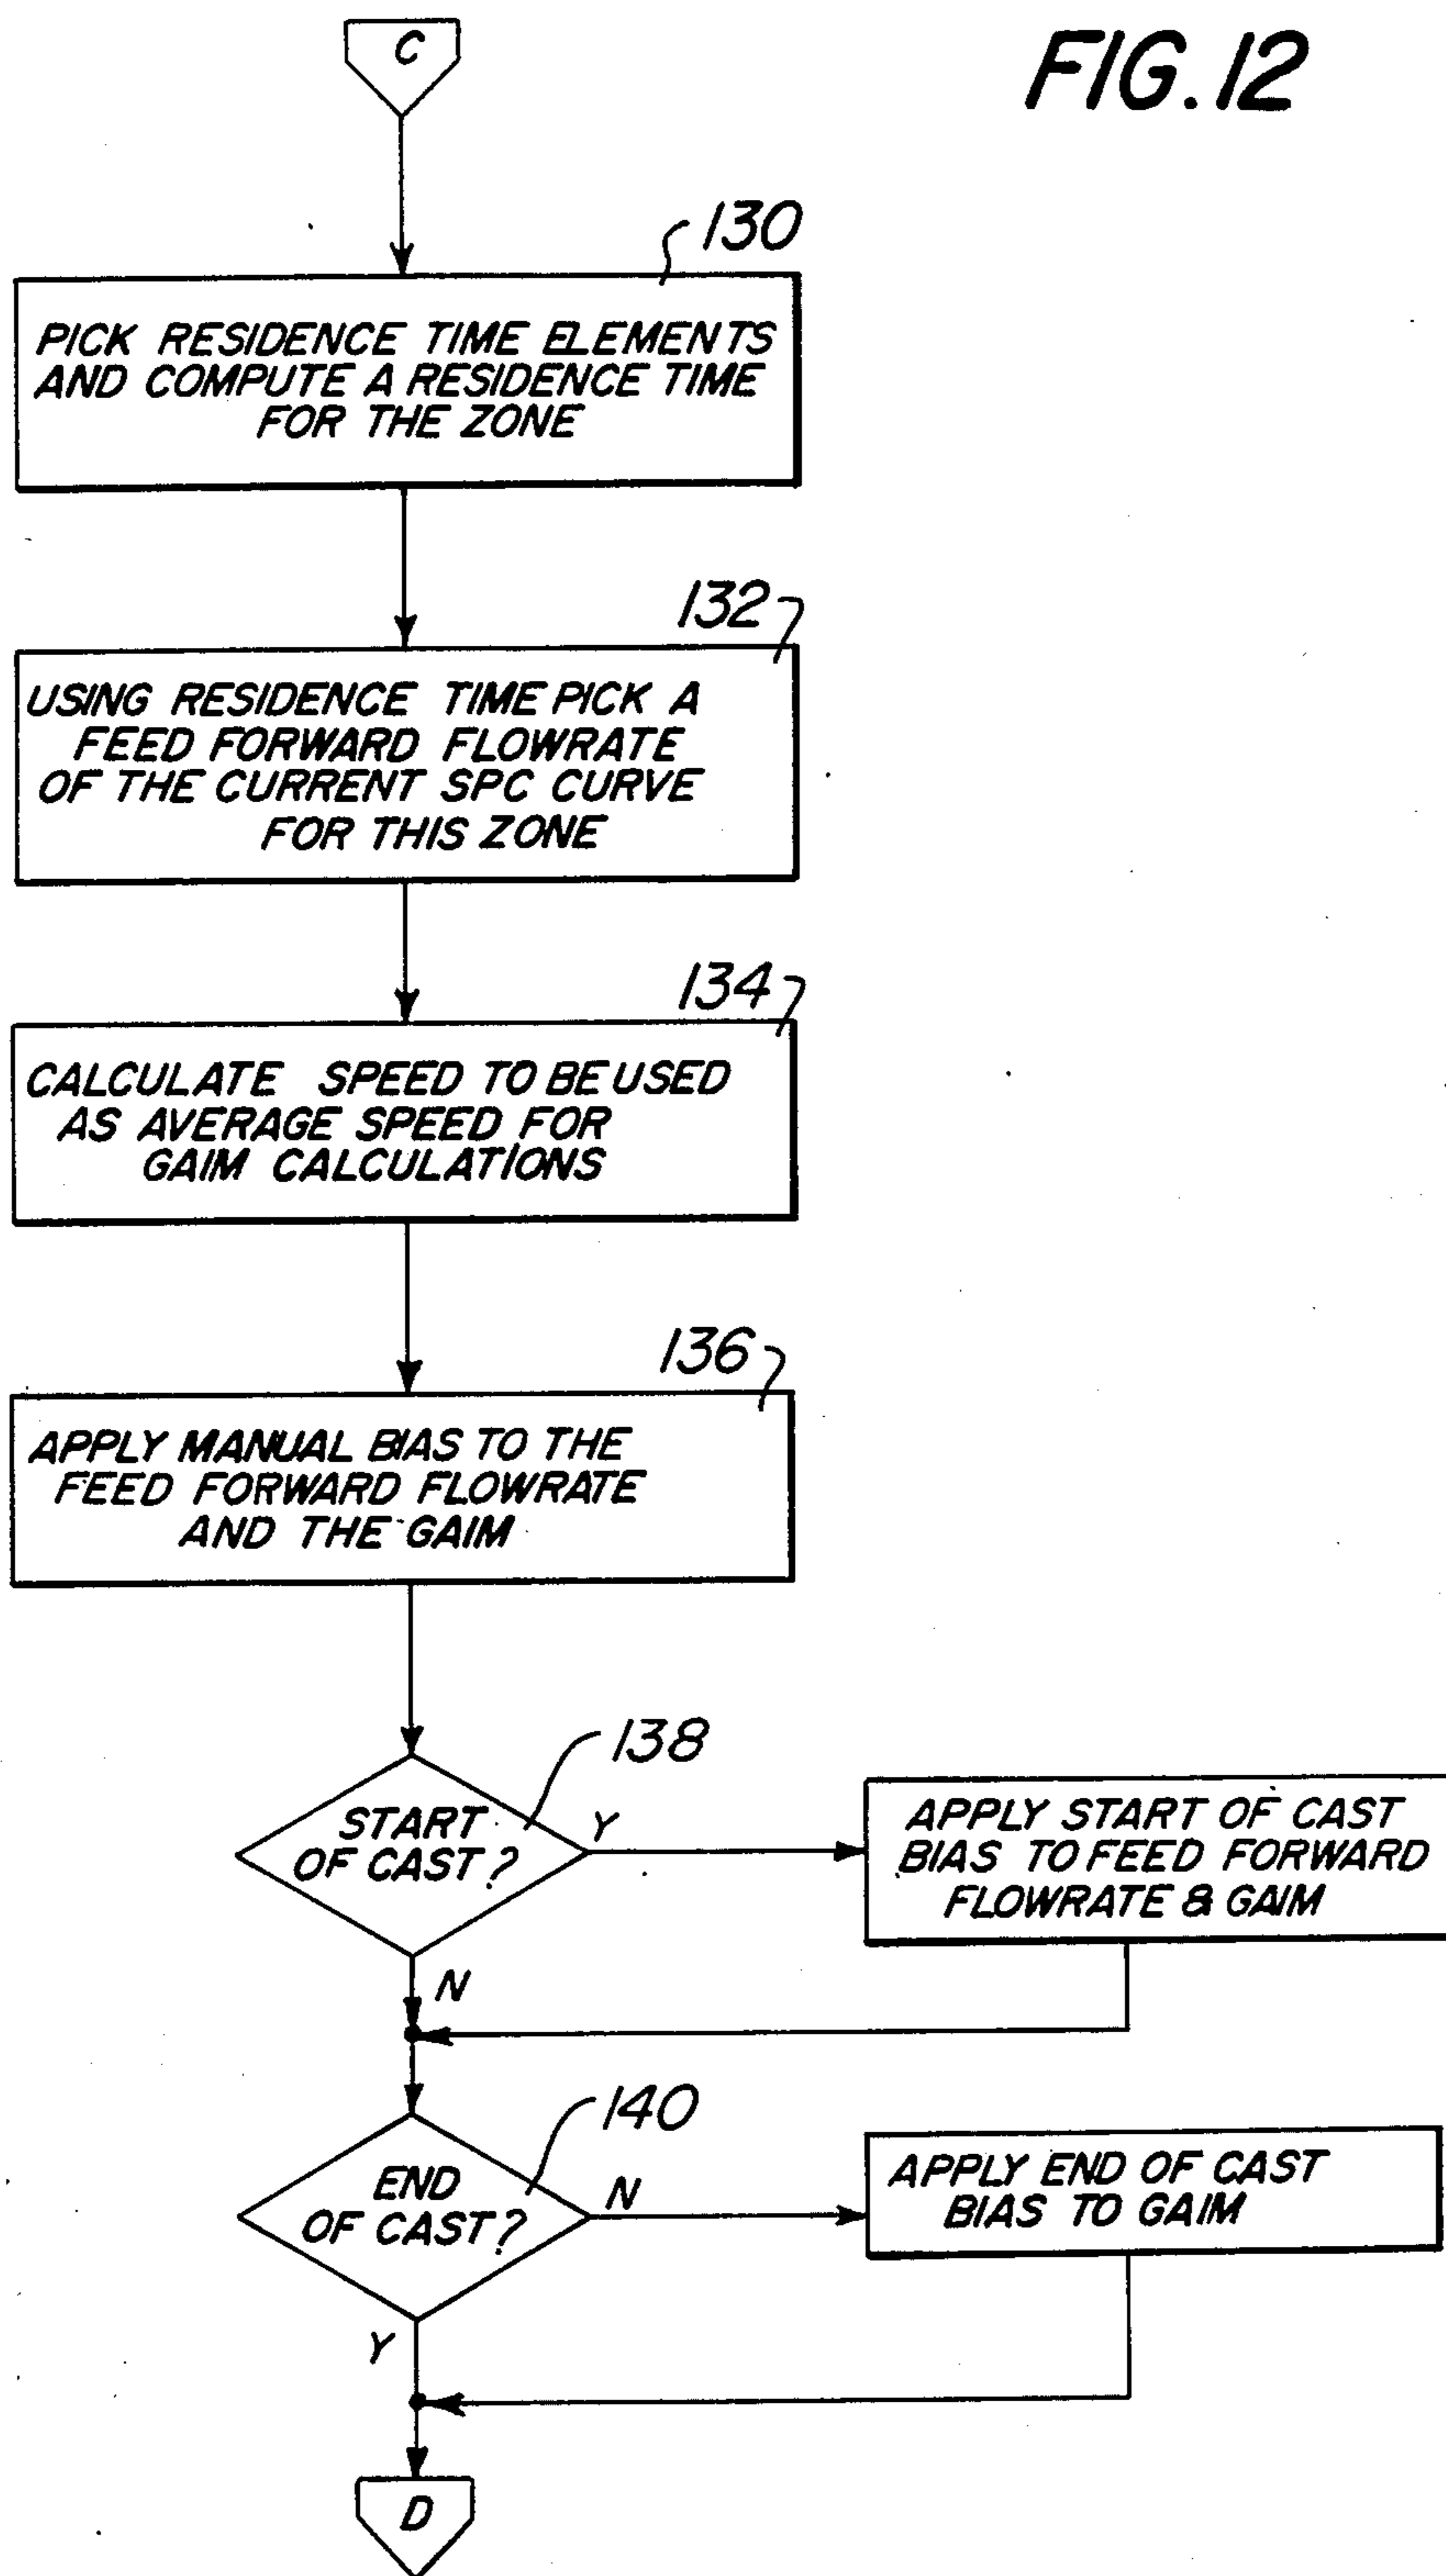 C
FIG. 12
130
PICK RESIDENCE TIME ELEMENTS
AND COMPUTE A RESIDENCE TIME
FOR THE ZONE
132
USING RESIDENCE TIME PICK A
FEED FORWARD FLOWRATE
OF THE CURRENT SPC CURVE
FOR THIS ZONE
134
CALCULATE SPEED TO BE USED
AS AVERAGE SPEED FOR
GAIM CALCULATIONS
136
APPLY MANUAL BIAS TO THE
FEED FORWARD FLOWRATE
AND THE GAIM
138
START
OF CAST?
Y
APPLY START OF CAST
BIAS TO FEED FORWARD
FLOWRATE & GAIM
N
140
END
OF CAST?
N
APPLY END OF CAST
BIAS TO GAIM
Y
D